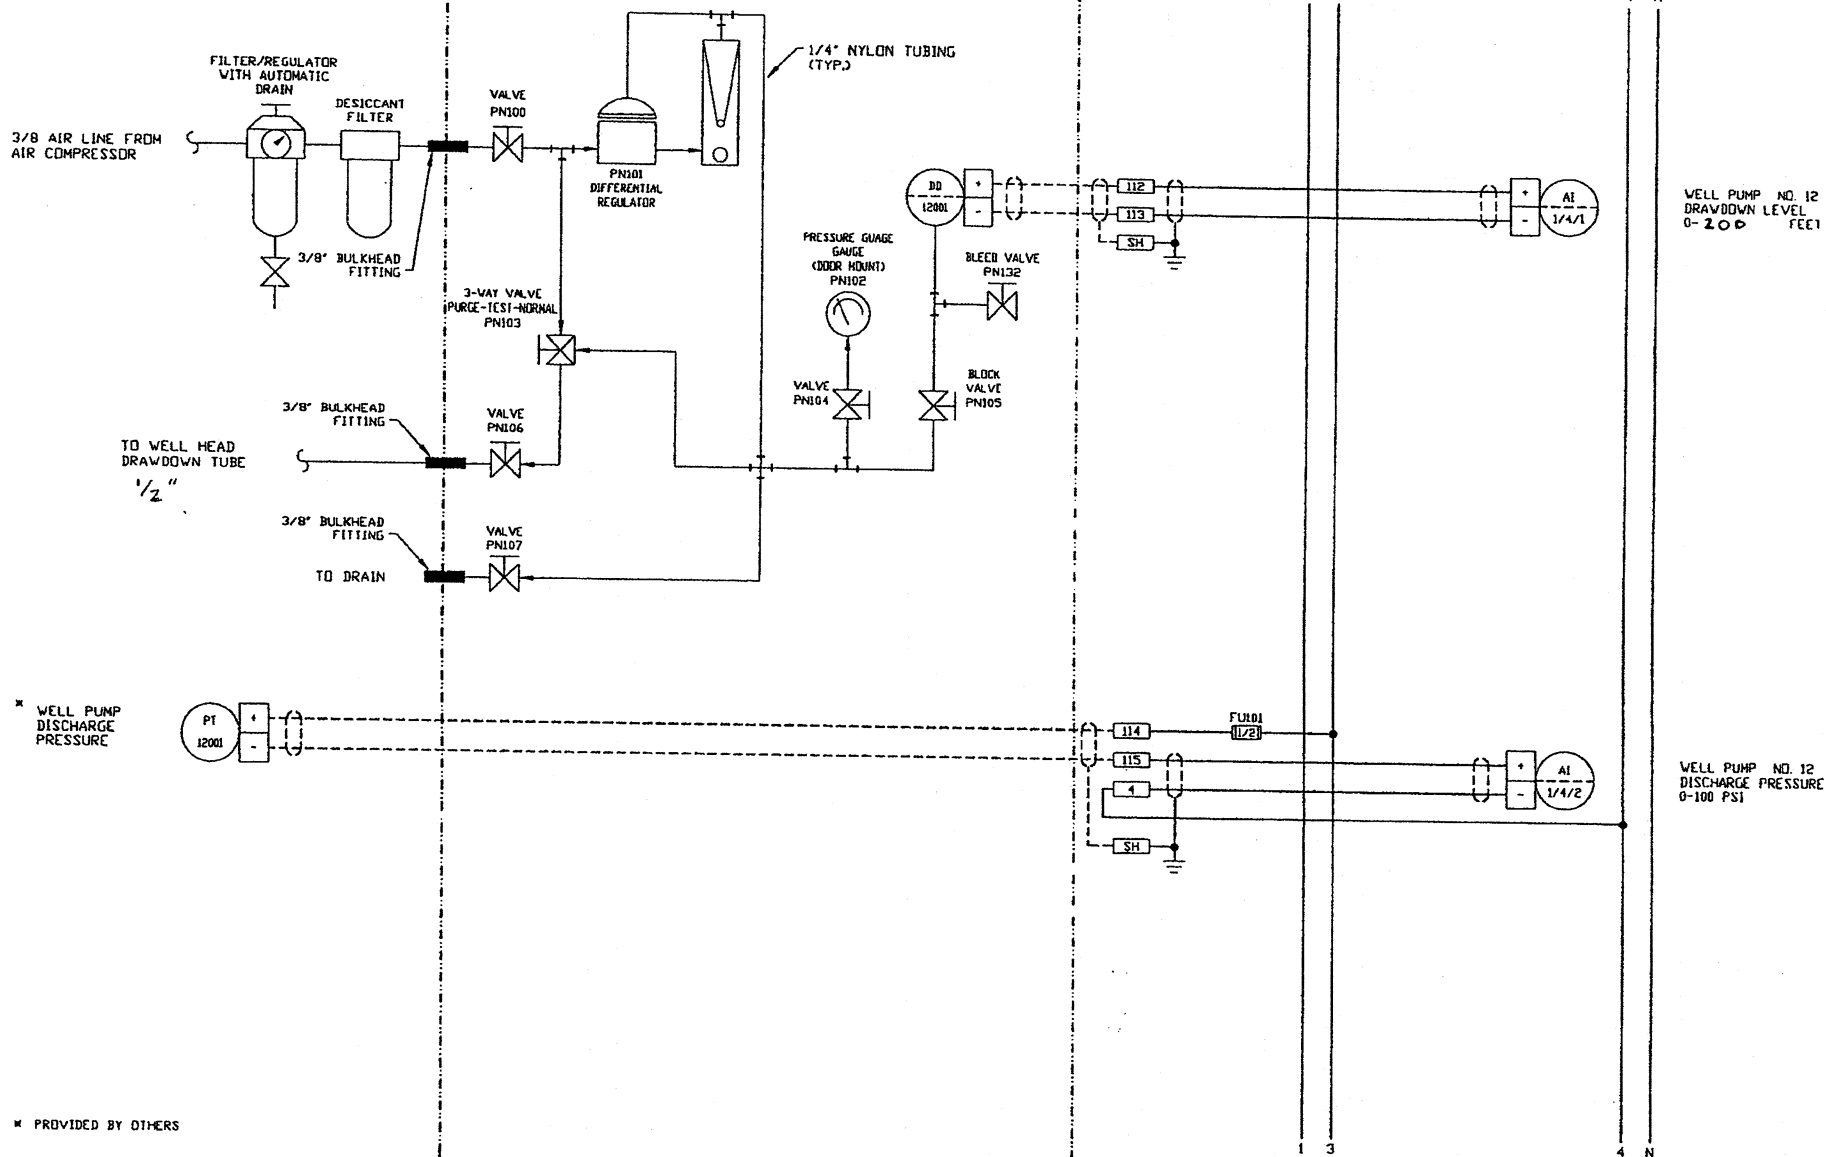 FILTER/REGULATOR
WITH AUTOMATIC
DRAIN
DESICCANT
FILTER
VALVE
PN100
1/4" NYLON TUBING
(TYP.)
3/8 AIR LINE FROM
AIR COMPRESSOR
PN101
DIFFERENTIAL
REGULATOR
3/8" BULKHEAD
FITTING
DD
12001
+
-
112
113
SH
+
-
AI
1/4/1
WELL PUMP NO. 12
DRAWDOWN LEVEL
0-200 FEET
PRESSURE GUAGE
GAUGE
(DOOR MOUNT)
PN102
BLEED VALVE
PN132
3-WAY VALVE
PURGE-TEST-NORMAL
PN103
VALVE
PN104
BLOCK
VALVE
PN105
3/8" BULKHEAD
FITTING
VALVE
PN106
TO WELL HEAD
DRAWDOWN TUBE
1/2"
3/8" BULKHEAD
FITTING
VALVE
PN107
TO DRAIN
* WELL PUMP
DISCHARGE
PRESSURE
PT
12001
+
-
114
FU101
1/2
115
4
SH
+
-
AI
1/4/2
WELL PUMP NO. 12
DISCHARGE PRESSURE
0-100 PSI
* PROVIDED BY OTHERS
1
3
4
N